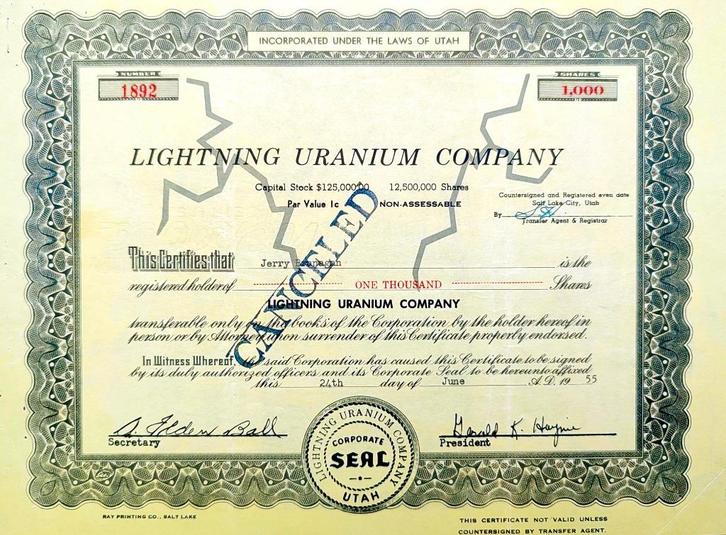 INCORPORATED UNDER THE LAWS OF UTAH
NUMBER
1892
SHARES
1,000
LIGHTNING URANIUM COMPANY
Capital Stock $125,000.00 12,500,000 Shares
Par Value 1c NON-ASSESSABLE
Countersigned and Registered even date
Salt Lake City, Utah
By
Transfer Agent & Registrar
CANCELED
This Certifies that Jerry is the
registered holder of ONE THOUSAND Shares
LIGHTNING URANIUM COMPANY
transferable only on the books of the Corporation by the holder hereof in
person or by Attorney upon surrender of this Certificate properly endorsed.
In Witness Whereof, the said Corporation has caused this Certificate to be signed
by its duly authorized officers and its Corporate Seal to be hereunto affixed
this 24th day of June A.D. 19 55
Secretary
Gerald K. Haynie
President
LIGHTNING URANIUM COMPANY
CORPORATE
SEAL
UTAH
RAY PRINTING CO., SALT LAKE
THIS CERTIFICATE NOT VALID UNLESS
COUNTERSIGNED BY TRANSFER AGENT.